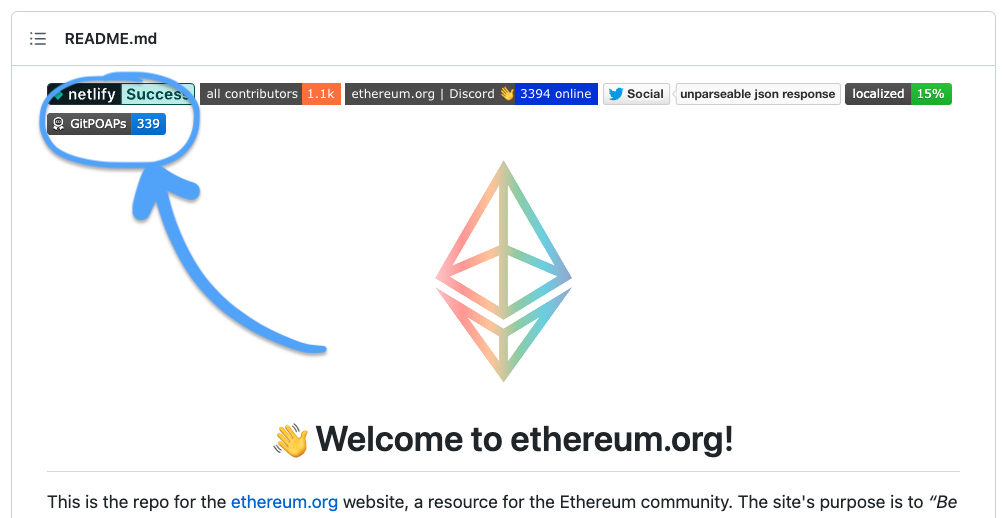 README.md
netlify Success all contributors 1.1k ethereum.org | Discord 👋 3394 online Social unparseable json response localized 15%
GitPOAPs 339
👋 Welcome to ethereum.org!
This is the repo for the ethereum.org website, a resource for the Ethereum community. The site's purpose is to “Be